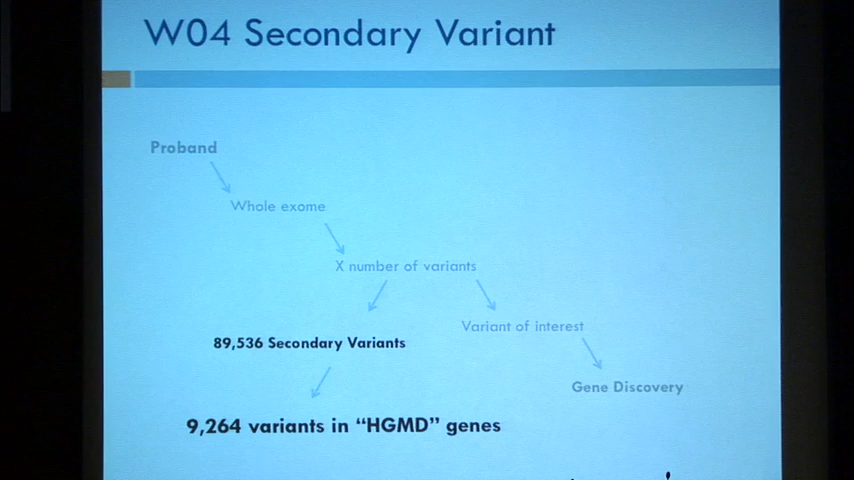 W04 Secondary Variant
Proband
Whole exome
X number of variants
Variant of interest
89,536 Secondary Variants
Gene Discovery
9,264 variants in “HGMD” genes